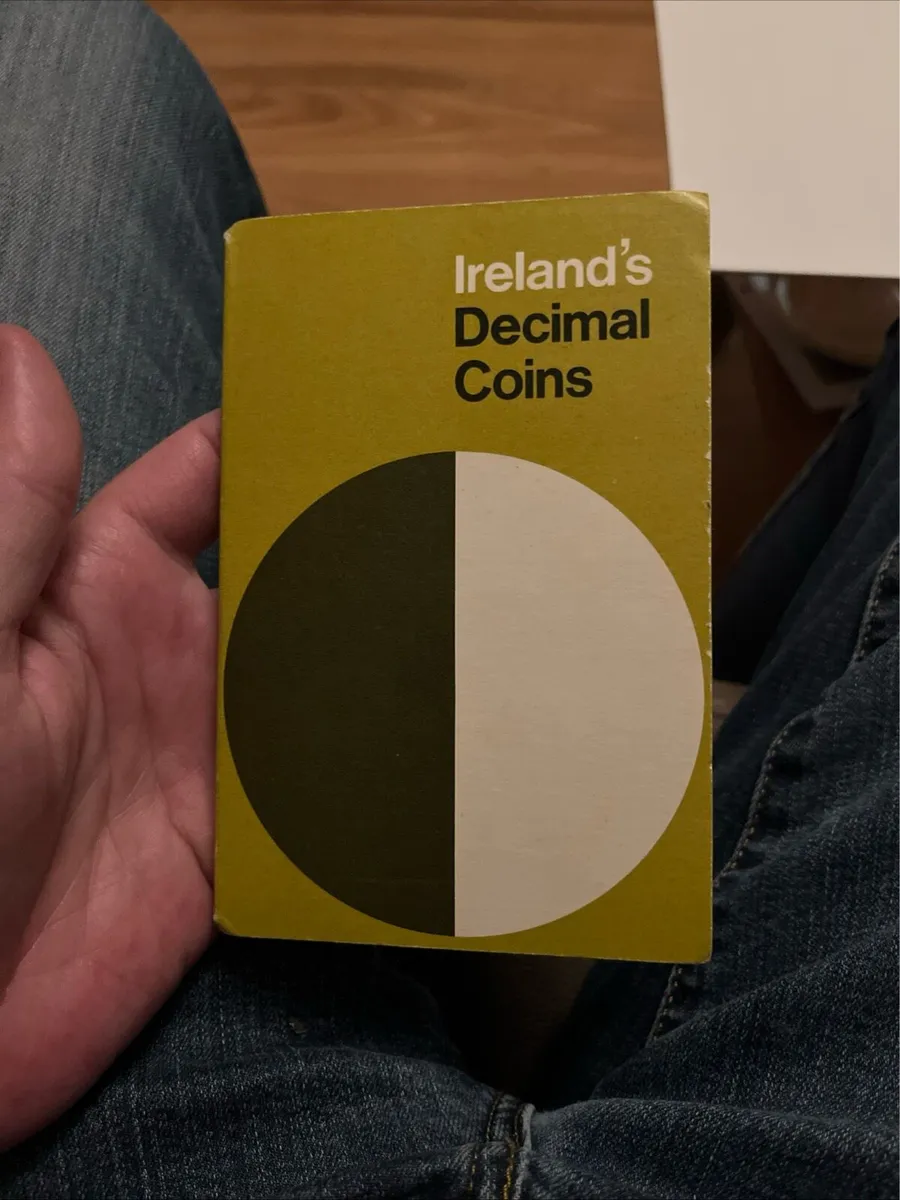 Ireland’s
Decimal
Coins